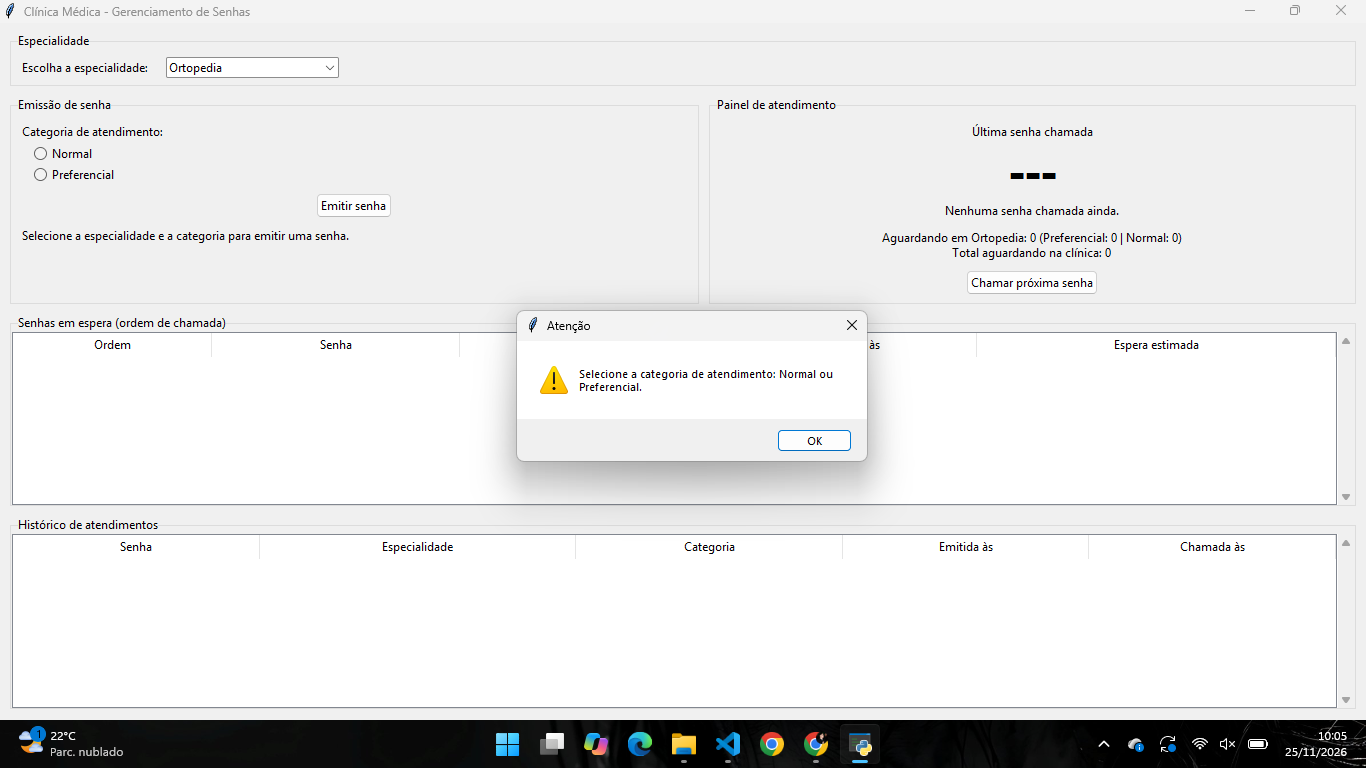 Clínica Médica - Gerenciamento de Senhas
Especialidade
Escolha a especialidade: Ortopedia
Emissão de senha
Categoria de atendimento:
Normal
Preferencial
Emitir senha
Selecione a especialidade e a categoria para emitir uma senha.
Painel de atendimento
Última senha chamada
---
Nenhuma senha chamada ainda.
Aguardando em Ortopedia: 0 (Preferencial: 0 | Normal: 0)
Total aguardando na clínica: 0
Chamar próxima senha
Senhas em espera (ordem de chamada)
Ordem Senha às Espera estimada
Atenção
Selecione a categoria de atendimento: Normal ou
Preferencial.
OK
Histórico de atendimentos
Senha Especialidade Categoria Emitida às Chamada às
1
22°C
Parc. nublado
10:05
25/11/2026